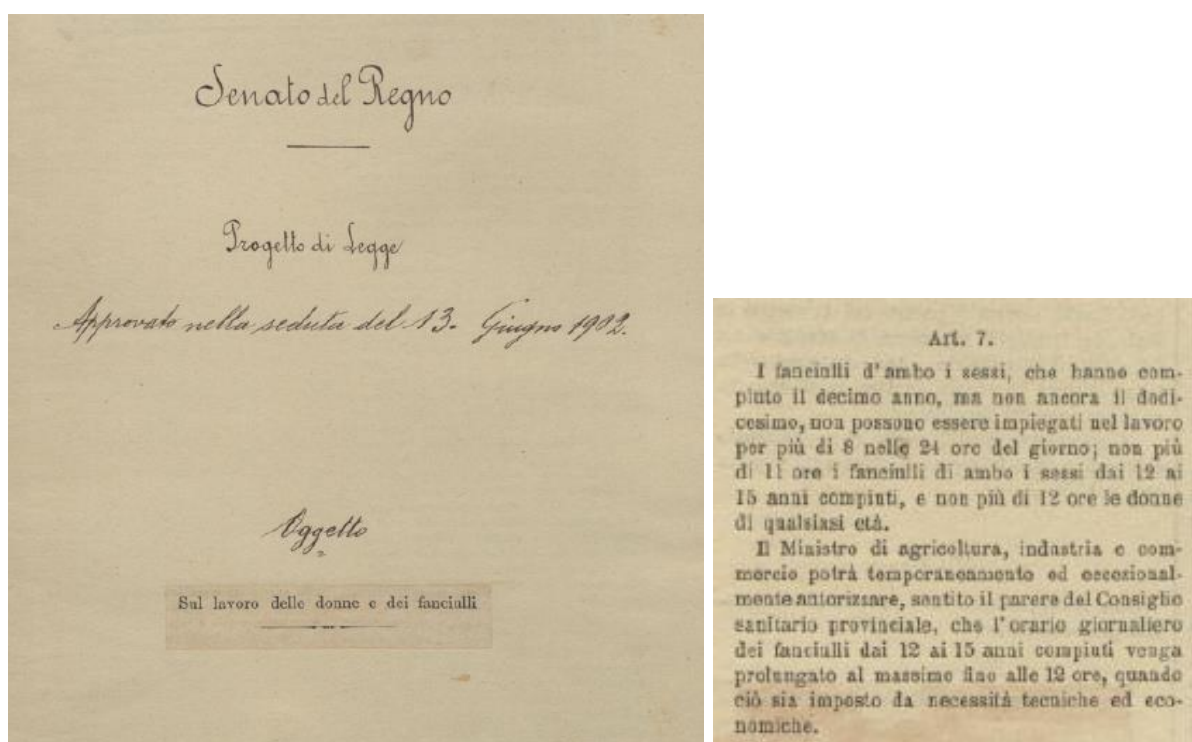 Senato del Regno
Progetto di Legge
Approvato nella seduta del 13. Giugno 1902.
Oggetto
Sul lavoro delle donne e dei fanciulli
Art. 7.
I fanciulli d'ambo i sessi, che hanno com-
piuto il decimo anno, ma non ancora il dodi-
cesimo, non possono essere impiegati nel lavoro
per più di 8 nelle 24 ore del giorno; non più
di 11 ore i fanciulli di ambo i sessi dai 12 ai
15 anni compiuti, e non più di 12 ore le donne
di qualsiasi età.
Il Ministro di agricoltura, industria e com-
mercio potrà temporaneamente ed eccezional-
mente autorizzare, sentito il parere del Consiglio
sanitario provinciale, che l'orario giornaliero
dei fanciulli dai 12 ai 15 anni compiuti venga
prolungato al massimo fino alle 12 ore, quando
ciò sia imposto da necessità tecniche ed eco-
nomiche.